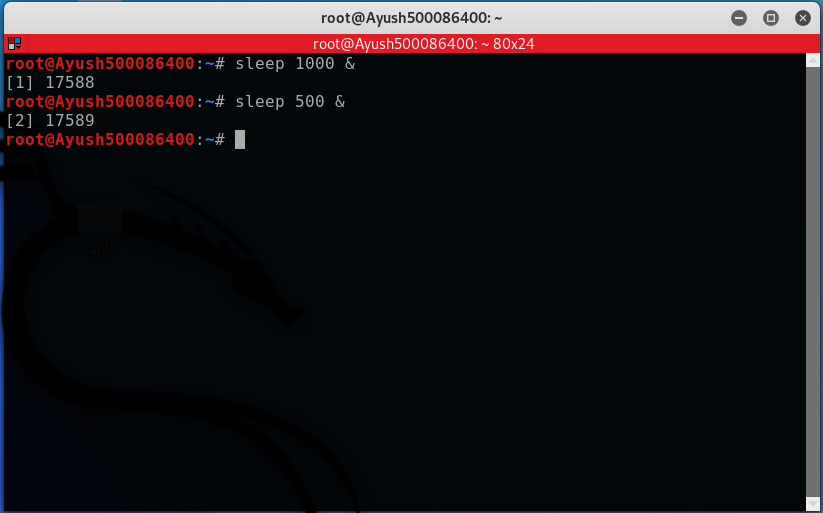 root@Ayush500086400: ~
root@Ayush500086400: ~ 80x24
root@Ayush500086400:~# sleep 1000 &
[1] 17588
root@Ayush500086400:~# sleep 500 &
[2] 17589
root@Ayush500086400:~#